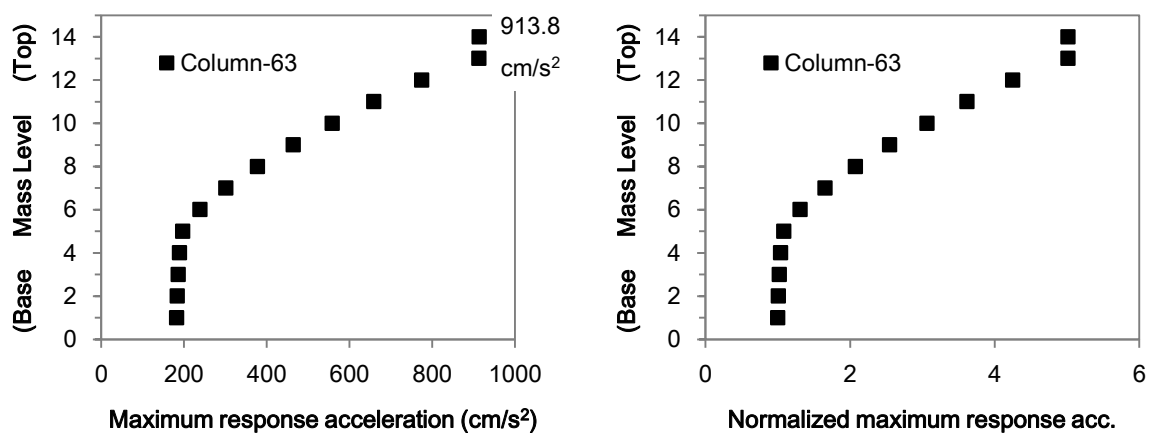 (Base Mass Level (Top)
14
12
10
8
6
4
2
0
Column-63
913.8
cm/s²
0 200 400 600 800 1000
Maximum response acceleration (cm/s²)
(Base Mass Level (Top)
14
12
10
8
6
4
2
0
Column-63
0 2 4 6
Normalized maximum response acc.